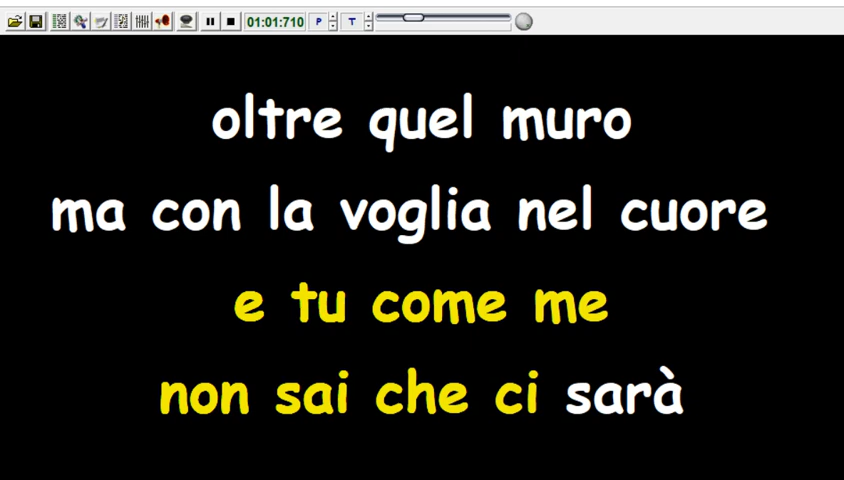 01:01:710 P T
oltre quel muro
ma con la voglia nel cuore
e tu come me
non sai che ci sarà